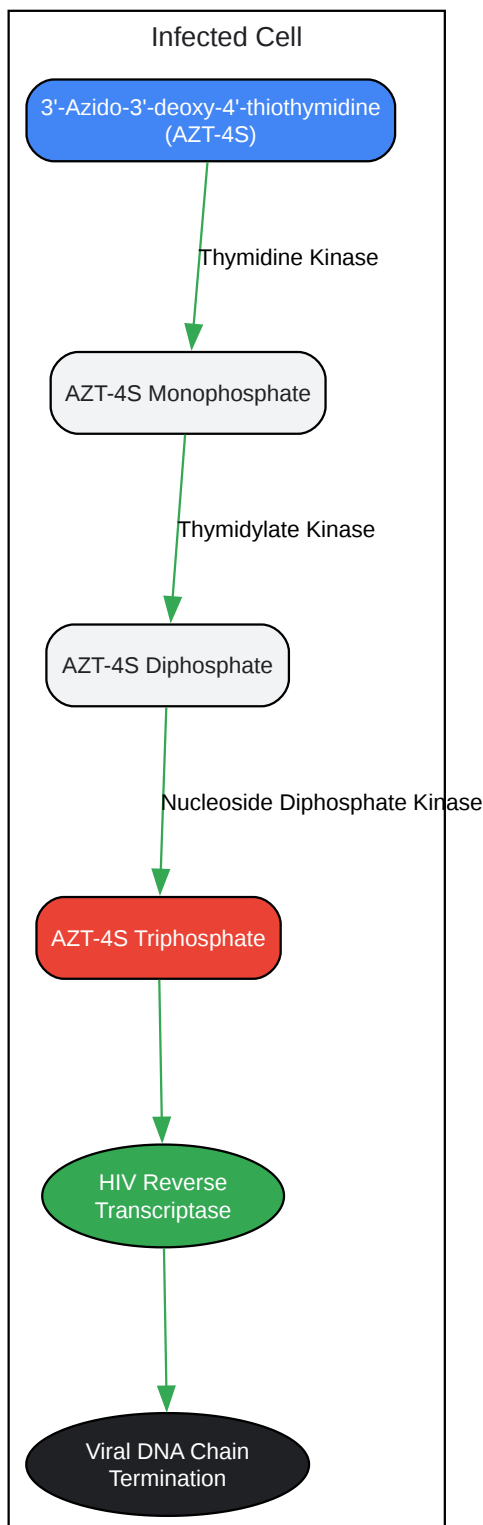 Infected Cell
3'-Azido-3'-deoxy-4'-thiothymidine
(AZT-4S)
Thymidine Kinase
AZT-4S Monophosphate
Thymidylate Kinase
AZT-4S Diphosphate
Nucleoside Diphosphate Kinase
AZT-4S Triphosphate
HIV Reverse
Transcriptase
Viral DNA Chain
Termination